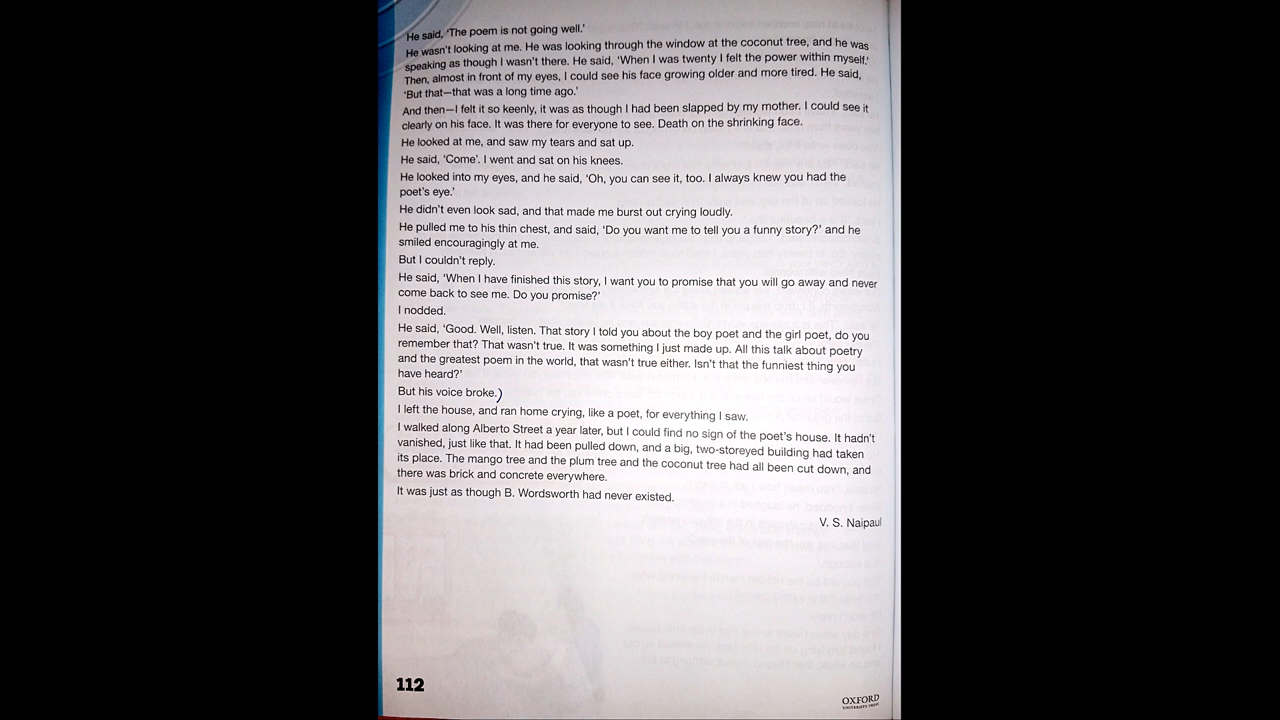 He said, ‘The poem is not going well.’
He wasn’t looking at me. He was looking through the window at the coconut tree, and he was
speaking as though I wasn’t there. He said, ‘When I was twenty I felt the power within myself.’
Then, almost in front of my eyes, I could see his face growing older and more tired. He said,
‘But that—that was a long time ago.’
And then—I felt it so keenly, it was as though I had been slapped by my mother. I could see it
clearly on his face. It was there for everyone to see. Death on the shrinking face.
He looked at me, and saw my tears and sat up.
He said, ‘Come’. I went and sat on his knees.
He looked into my eyes, and he said, ‘Oh, you can see it, too. I always knew you had the
poet’s eye.’
He didn’t even look sad, and that made me burst out crying loudly.
He pulled me to his thin chest, and said, ‘Do you want me to tell you a funny story?’ and he
smiled encouragingly at me.
But I couldn’t reply.
He said, ‘When I have finished this story, I want you to promise that you will go away and never
come back to see me. Do you promise?’
I nodded.
He said, ‘Good. Well, listen. That story I told you about the boy poet and the girl poet, do you
remember that? That wasn’t true. It was something I just made up. All this talk about poetry
and the greatest poem in the world, that wasn’t true either. Isn’t that the funniest thing you
have heard?’
But his voice broke.)
I left the house, and ran home crying, like a poet, for everything I saw.
I walked along Alberto Street a year later, but I could find no sign of the poet’s house. It hadn’t
vanished, just like that. It had been pulled down, and a big, two-storeyed building had taken
its place. The mango tree and the plum tree and the coconut tree had all been cut down, and
there was brick and concrete everywhere.
It was just as though B. Wordsworth had never existed.
V. S. Naipaul
112
OXFORD
UNIVERSITY PRESS